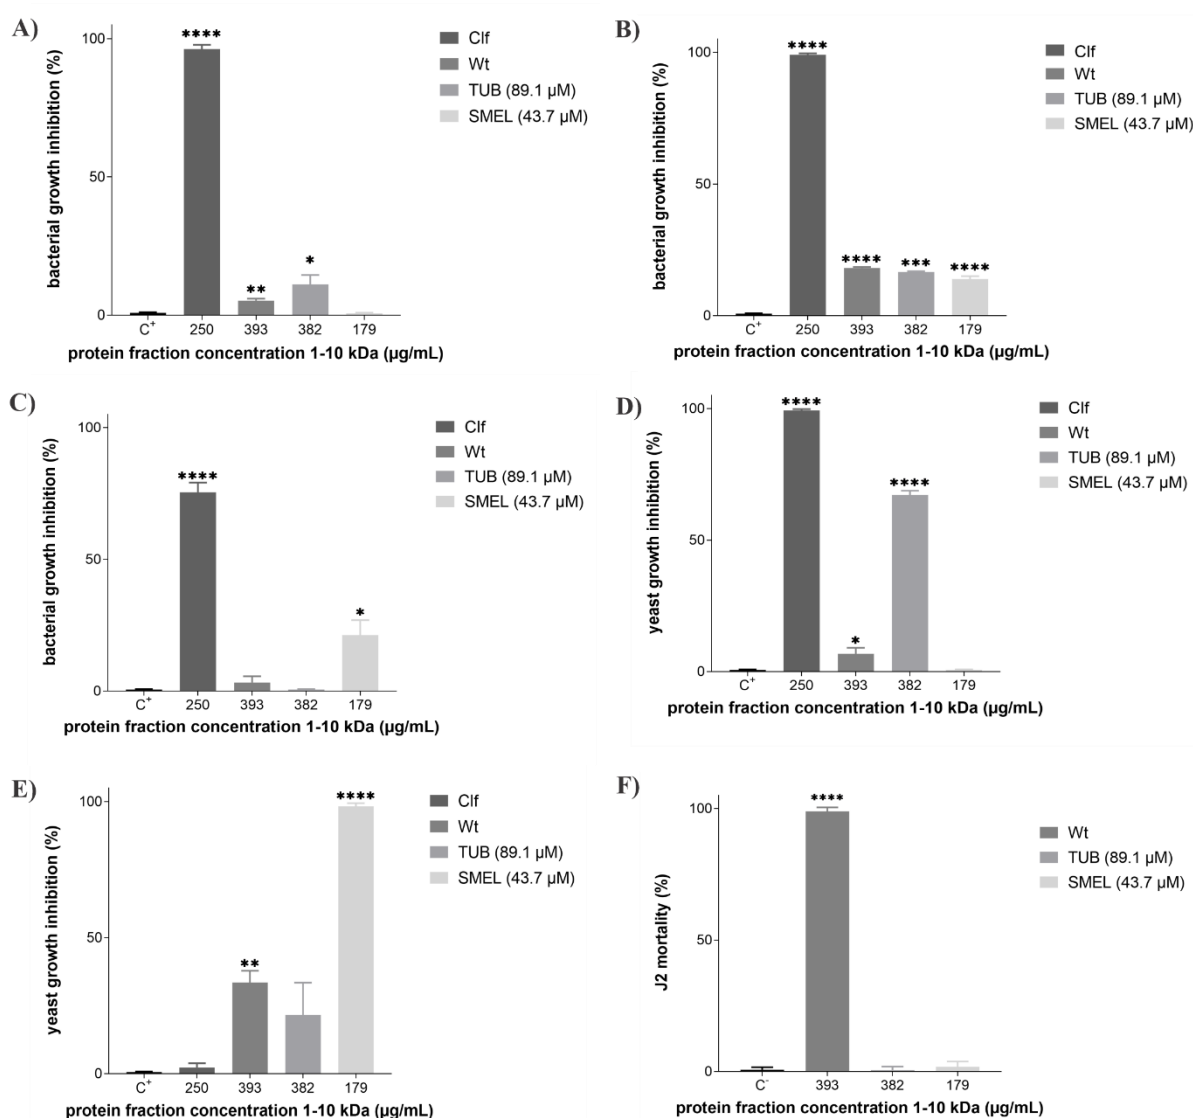 A)
bacterial growth inhibition (%)
100
50
0
****
**
*
C+ 250 393 382 179
protein fraction concentration 1-10 kDa (µg/mL)
Clf
Wt
TUB (89.1 µM)
SMEL (43.7 µM)
B)
bacterial growth inhibition (%)
100
50
0
****
****
***
****
C+ 250 393 382 179
protein fraction concentration 1-10 kDa (µg/mL)
Clf
Wt
TUB (89.1 µM)
SMEL (43.7 µM)
C)
bacterial growth inhibition (%)
100
50
0
****
*
C+ 250 393 382 179
protein fraction concentration 1-10 kDa (µg/mL)
Clf
Wt
TUB (89.1 µM)
SMEL (43.7 µM)
D)
yeast growth inhibition (%)
100
50
0
****
*
****
C+ 250 393 382 179
protein fraction concentration 1-10 kDa (µg/mL)
Clf
Wt
TUB (89.1 µM)
SMEL (43.7 µM)
E)
yeast growth inhibition (%)
100
50
0
**
****
C+ 250 393 382 179
protein fraction concentration 1-10 kDa (µg/mL)
Clf
Wt
TUB (89.1 µM)
SMEL (43.7 µM)
F)
J2 mortality (%)
100
50
0
****
C- 393 382 179
protein fraction concentration 1-10 kDa (µg/mL)
Wt
TUB (89.1 µM)
SMEL (43.7 µM)